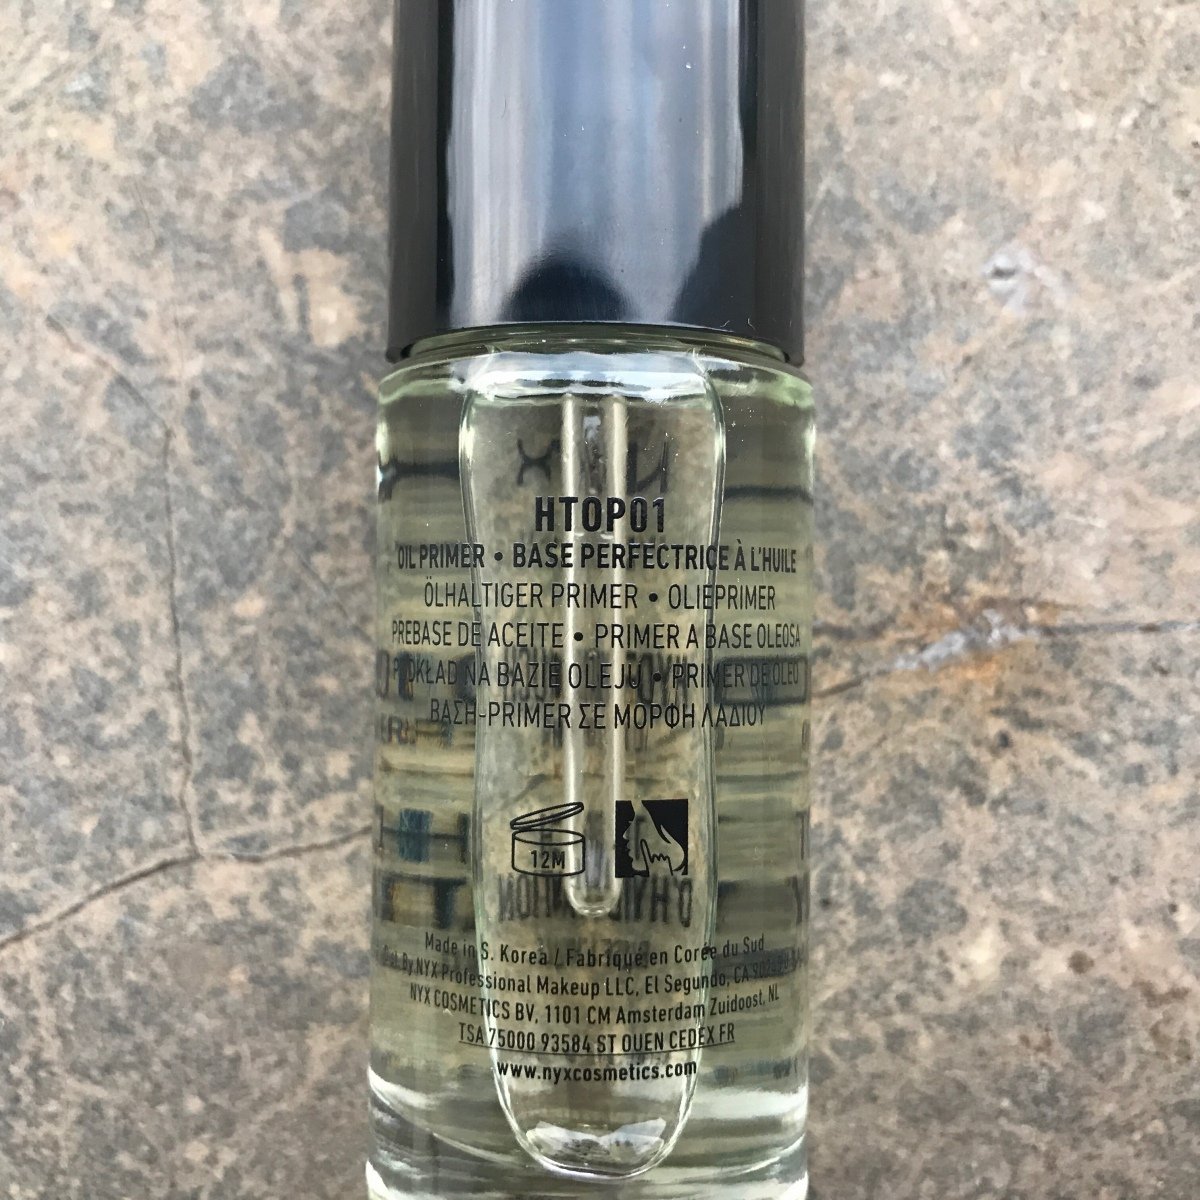 HTOP01
OIL PRIMER • BASE PERFECTRICE À L'HUILE
ÖLHALTIGER PRIMER • OLIEPRIMER
PREBASE DE ACEITE • PRIMER A BASE OLEOSA
PODKŁAD NA BAZIE OLEJU • PRIMER DE ÓLEO
ΒΑΣΗ-PRIMER ΣΕ ΜΟΡΦΗ ΛΑΔΙΟΥ
12M
Made in S. Korea / Fabriqué en Corée du Sud
Dist. By NYX Professional Makeup LLC, El Segundo, CA
NYX COSMETICS BV, 1101 CM Amsterdam Zuidoost, NL
TSA 75000 93584 ST OUEN CEDEX FR
www.nyxcosmetics.com